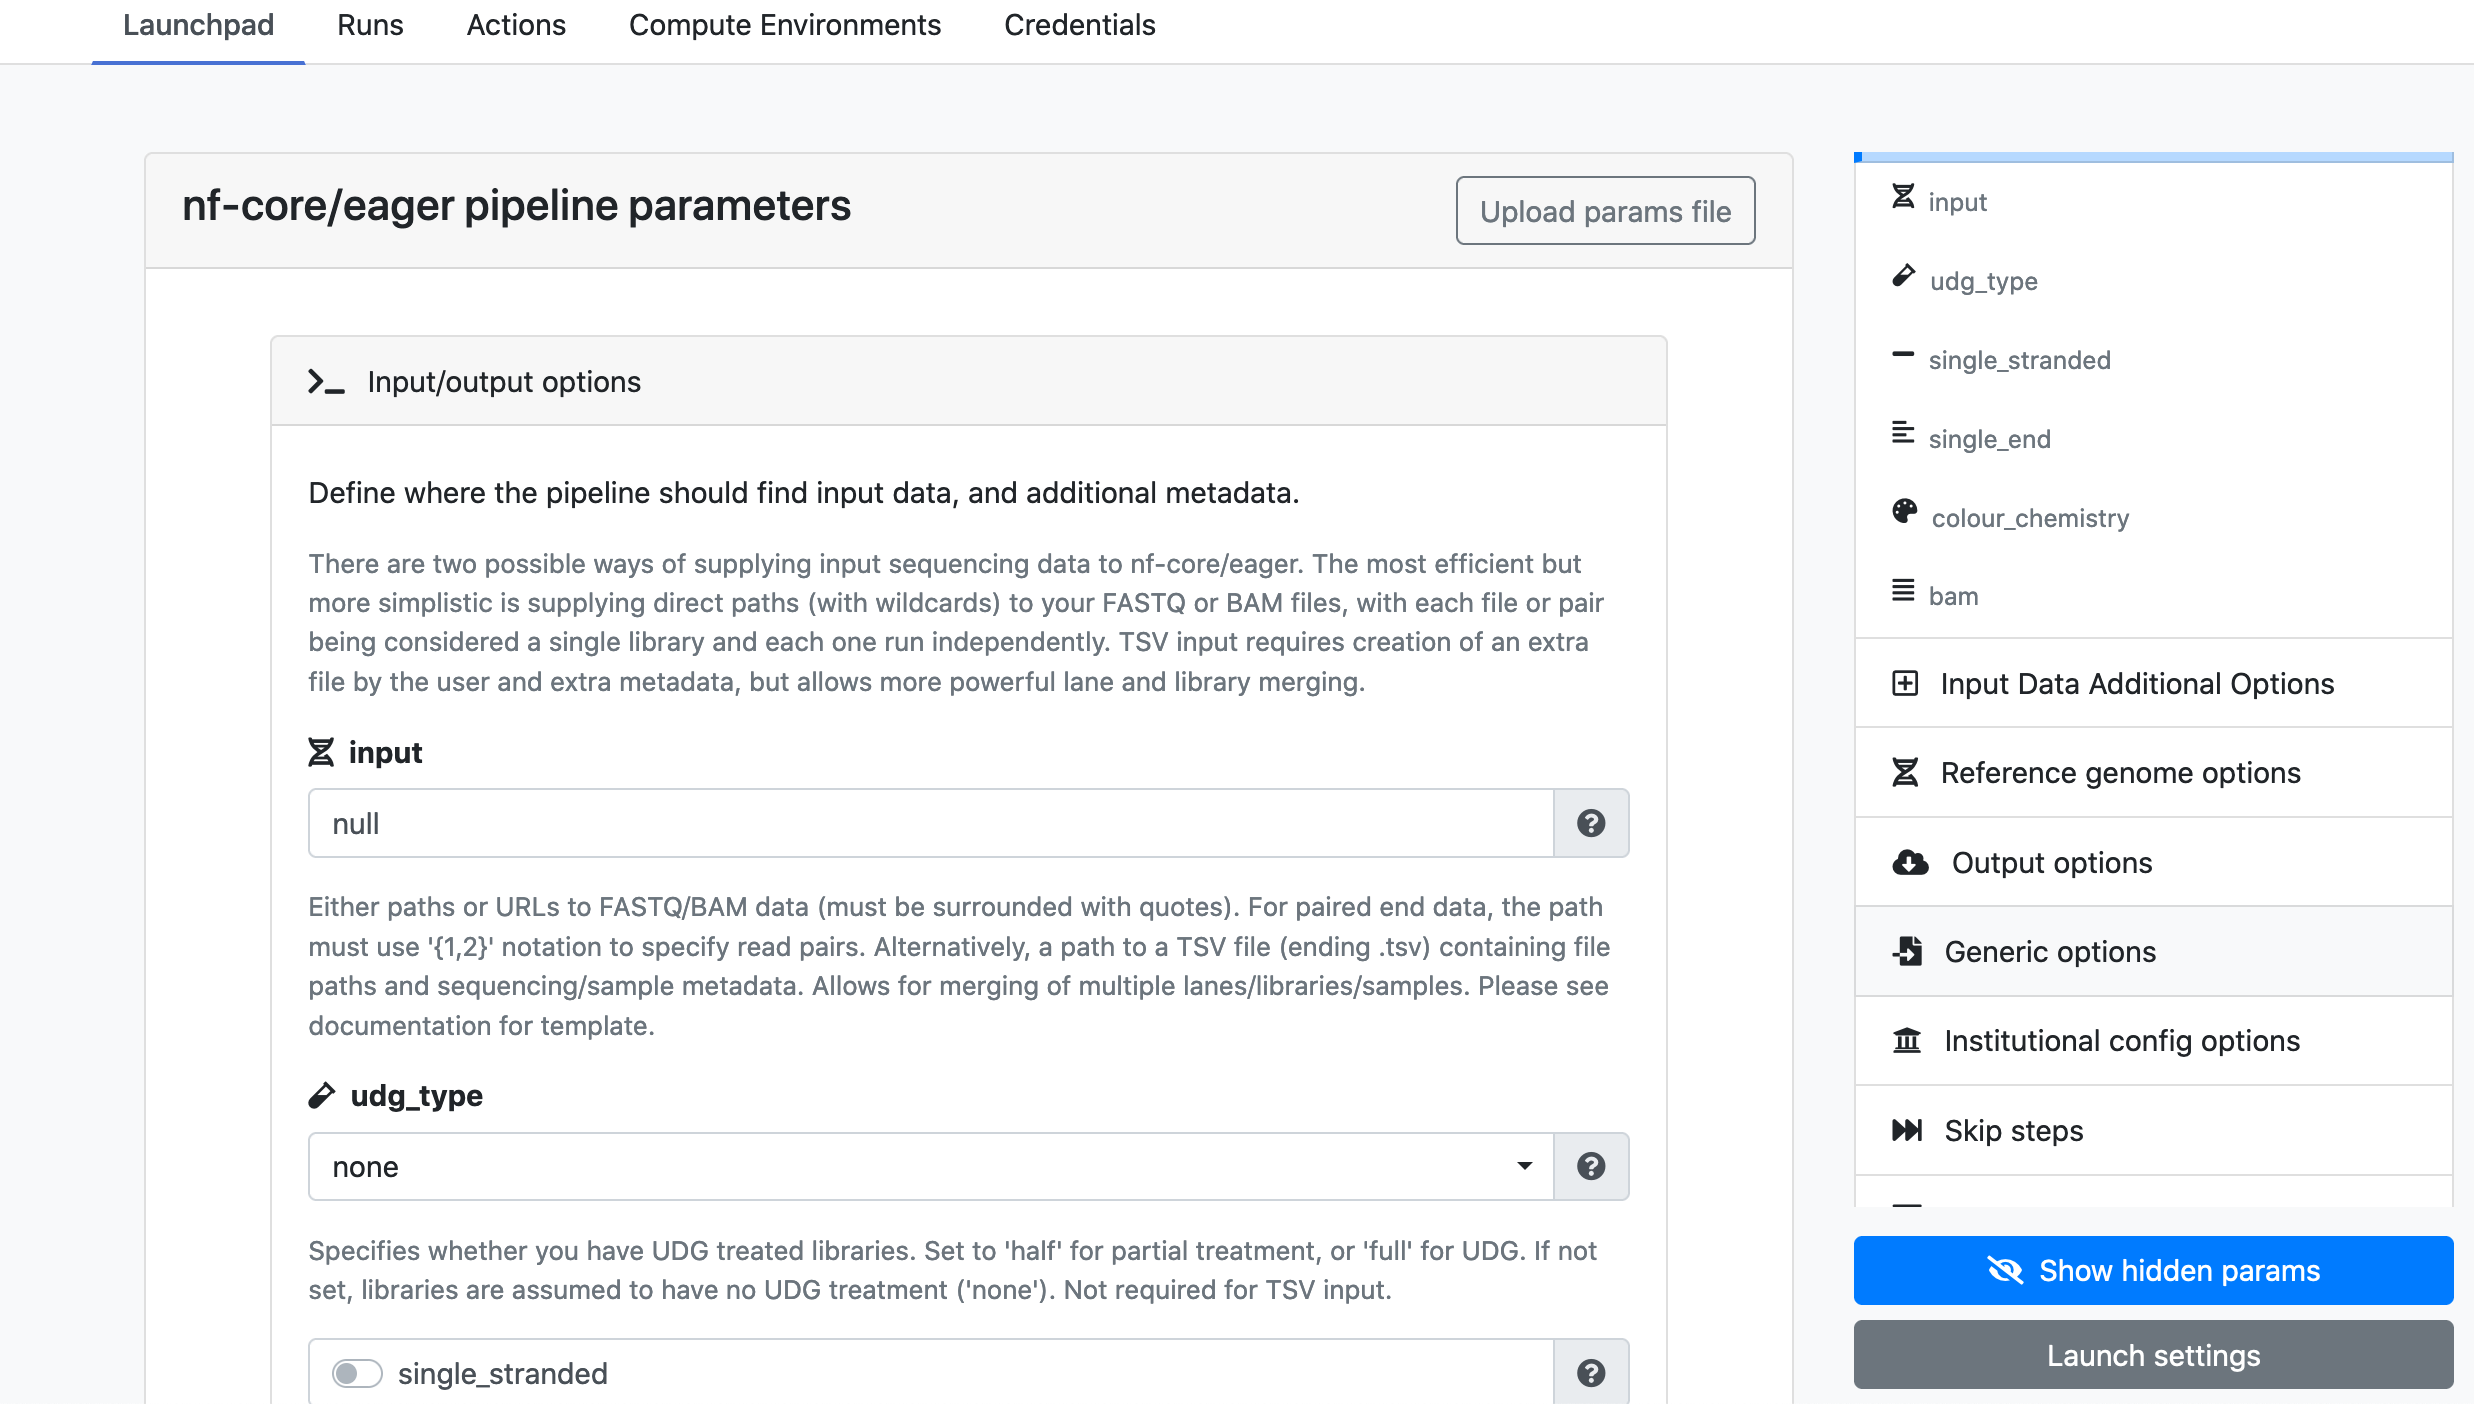 Launchpad Runs Actions Compute Environments Credentials
nf-core/eager pipeline parameters
Upload params file
Input/output options
Define where the pipeline should find input data, and additional metadata.
There are two possible ways of supplying input sequencing data to nf-core/eager. The most efficient but
more simplistic is supplying direct paths (with wildcards) to your FASTQ or BAM files, with each file or pair
being considered a single library and each one run independently. TSV input requires creation of an extra
file by the user and extra metadata, but allows more powerful lane and library merging.
input
null
Either paths or URLs to FASTQ/BAM data (must be surrounded with quotes). For paired end data, the path
must use '{1,2}' notation to specify read pairs. Alternatively, a path to a TSV file (ending .tsv) containing file
paths and sequencing/sample metadata. Allows for merging of multiple lanes/libraries/samples. Please see
documentation for template.
udg_type
none
Specifies whether you have UDG treated libraries. Set to 'half' for partial treatment, or 'full' for UDG. If not
set, libraries are assumed to have no UDG treatment ('none'). Not required for TSV input.
single_stranded
input
udg_type
single_stranded
single_end
colour_chemistry
bam
Input Data Additional Options
Reference genome options
Output options
Generic options
Institutional config options
Skip steps
Show hidden params
Launch settings